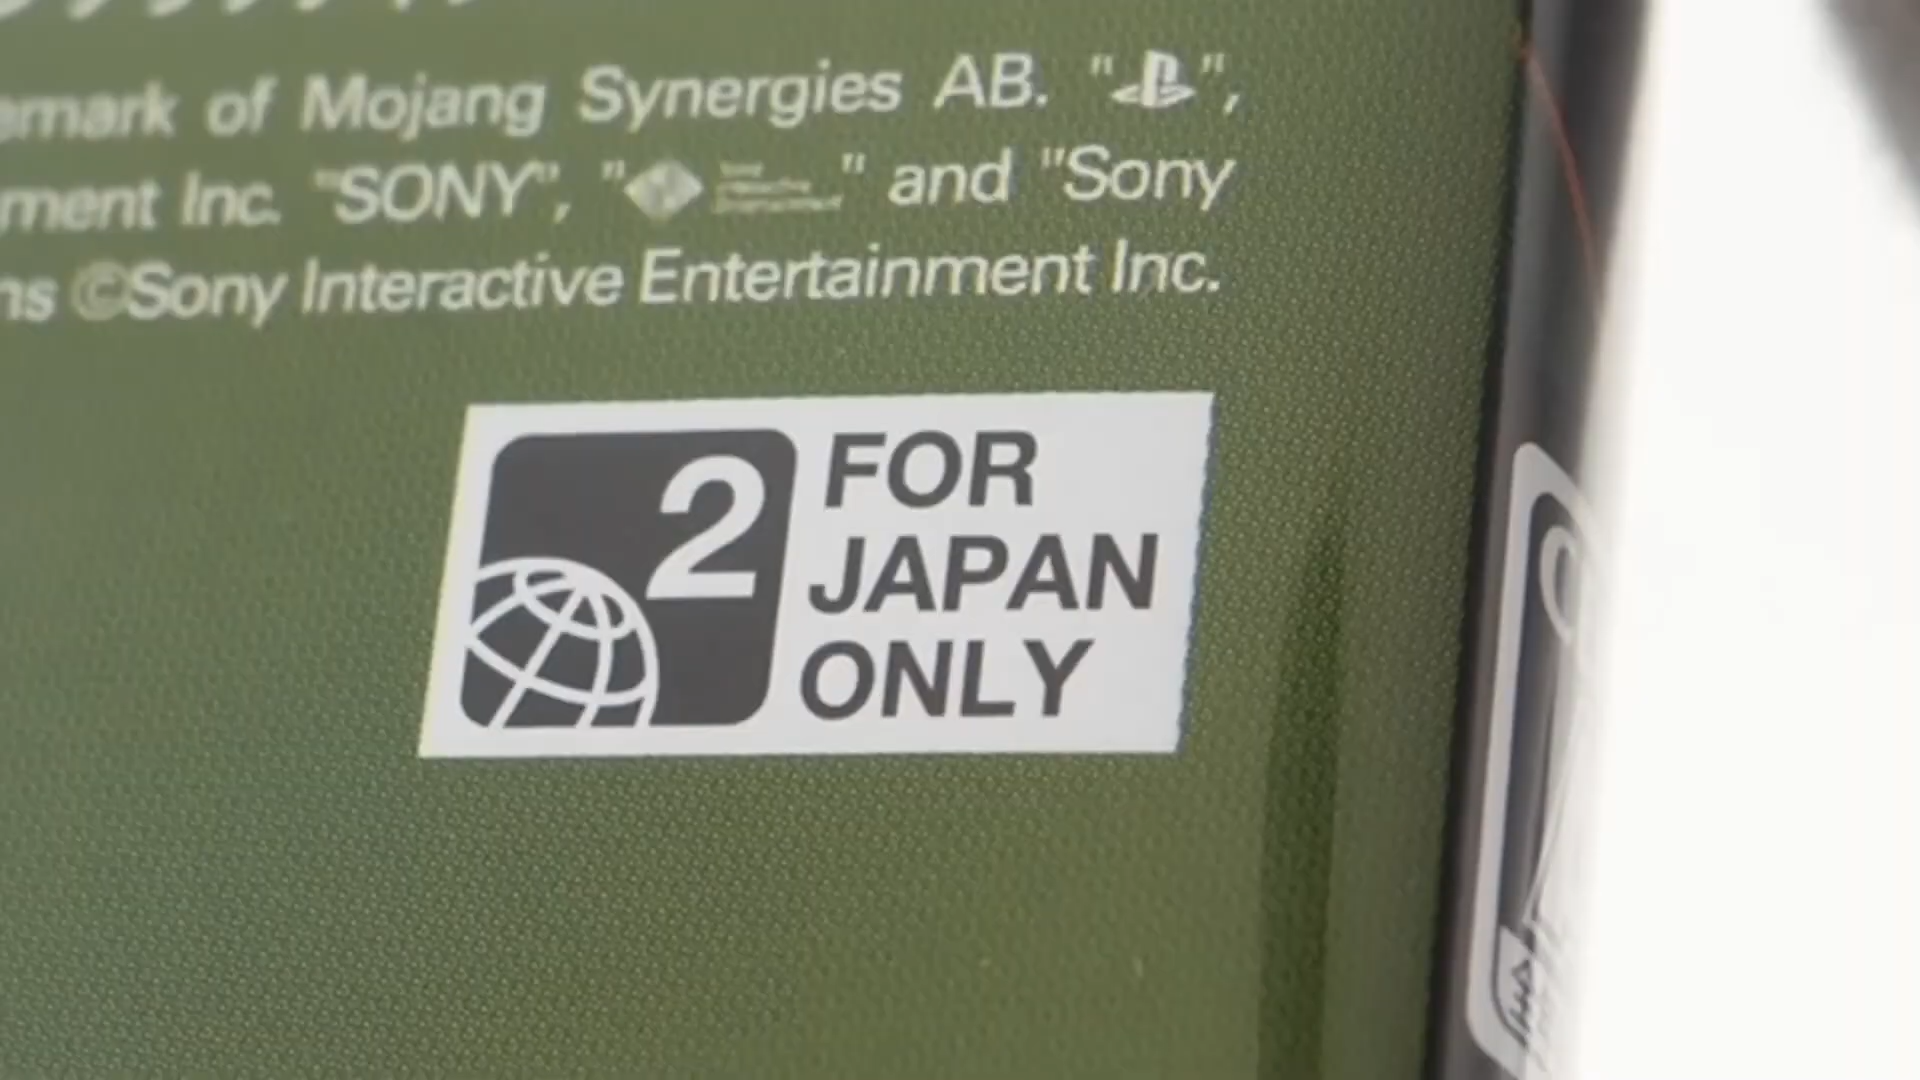 emark of Mojang Synergies AB. "", 
ment Inc. "SONY", " " and "Sony
ns ©Sony Interactive Entertainment Inc.
2
FOR
JAPAN
ONLY